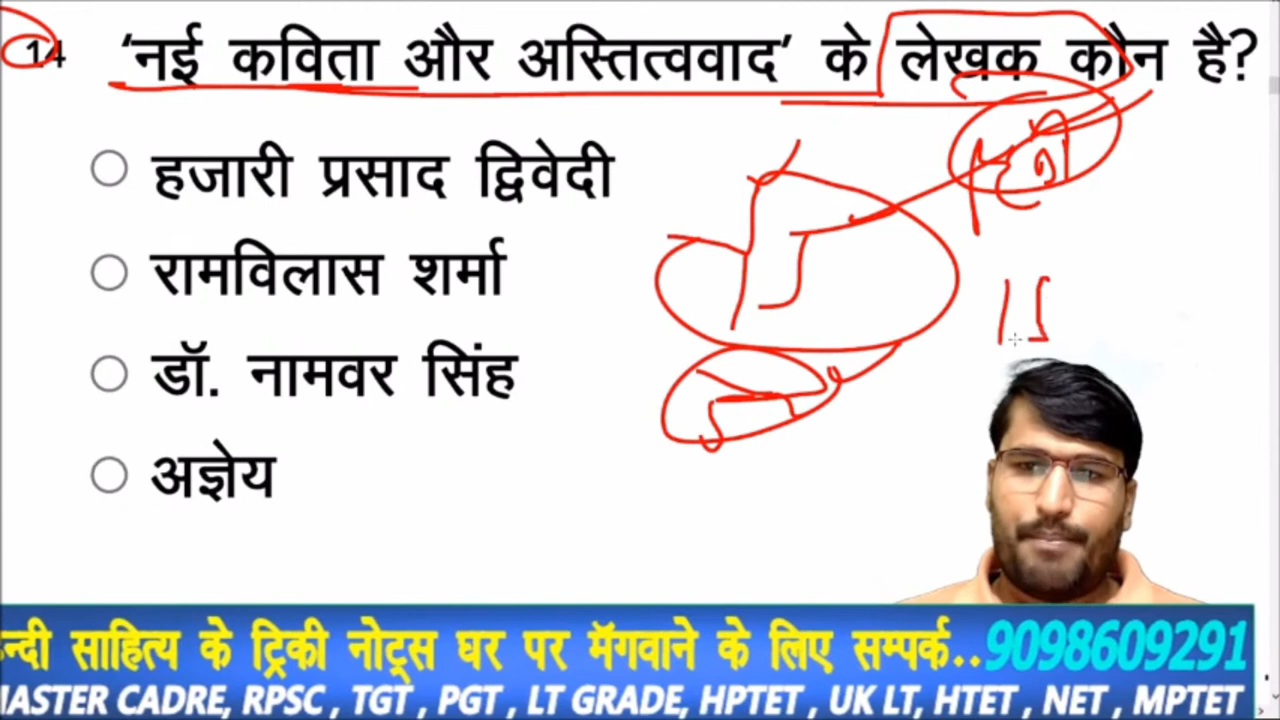 14 'नई कविता और अस्तित्ववाद' के लेखक कौन है?
हजारी प्रसाद द्विवेदी
रामविलास शर्मा
डॉ. नामवर सिंह
अज्ञेय
न्दी साहित्य के ट्रिकी नोट्स घर पर मँगवाने के लिए सम्पर्क..9098609291
MASTER CADRE, RPSC , TGT , PGT , LT GRADE, HPTET , UK LT, HTET , NET , MPTET